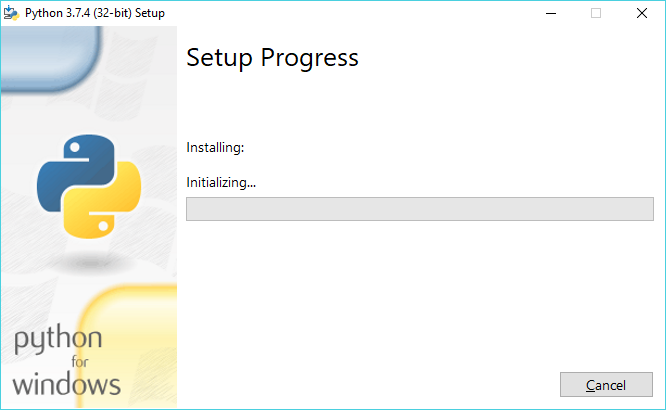 Python 3.7.4 (32-bit) Setup
Setup Progress
Installing:
Initializing...
python
for
windows
Cancel